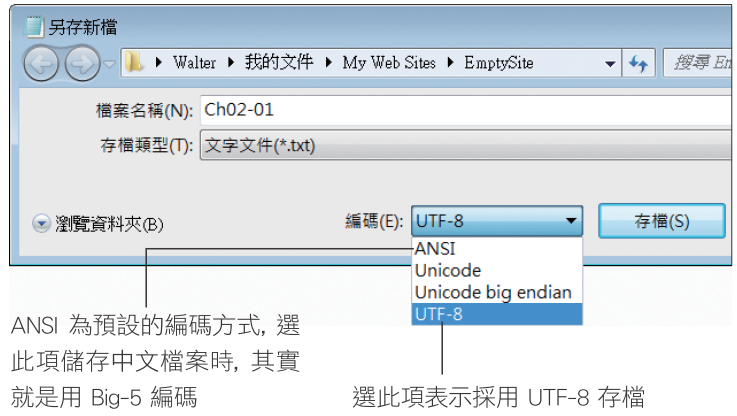 另存新檔
Walter ▸ 我的文件 ▸ My Web Sites ▸ EmptySite 搜尋 En
檔案名稱(N): Ch02-01
存檔類型(T): 文字文件(*.txt)
瀏覽資料夾(B) 編碼(E): UTF-8 存檔(S)
ANSI
Unicode
Unicode big endian
UTF-8
ANSI 為預設的編碼方式, 選
此項儲存中文檔案時, 其實
就是用 Big-5 編碼
選此項表示採用 UTF-8 存檔